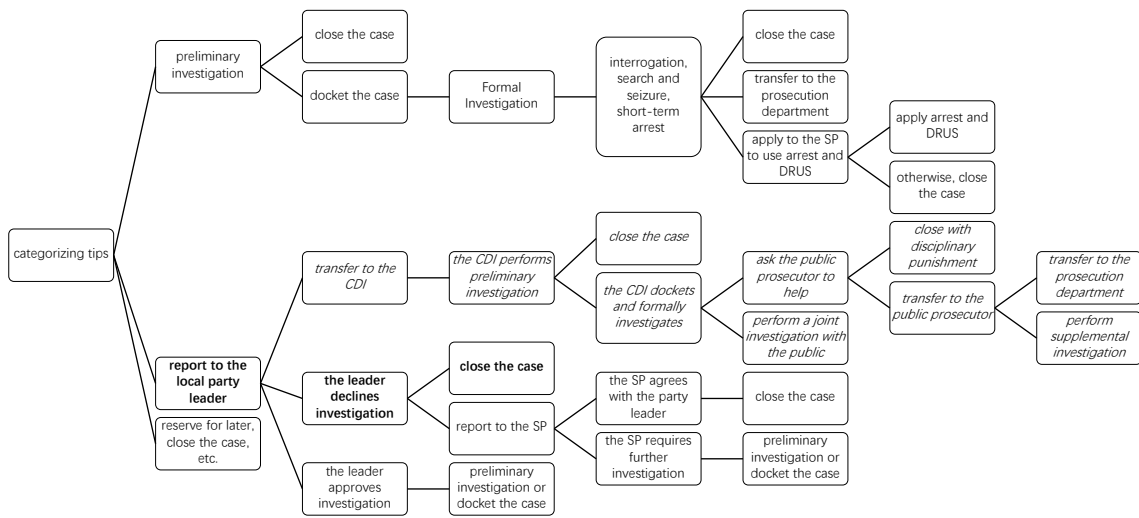 categorizing tips
preliminary
investigation
close the case
docket the case
Formal
Investigation
interrogation,
search and
seizure,
short-term
arrest
close the case
transfer to the
prosecution
department
apply to the SP
to use arrest and
DRUS
apply arrest and
DRUS
otherwise, close
the case
report to the
local party
leader
transfer to the
CDI
the CDI performs
preliminary
investigation
close the case
the CDI dockets
and formally
investigates
ask the public
prosecutor to
help
close with
disciplinary
punishment
transfer to the
public prosecutor
transfer to the
prosecution
department
perform
supplemental
investigation
perform a joint
investigation with
the public
the leader
declines
investigation
close the case
report to the SP
the SP agrees
with the party
leader
close the case
the SP requires
further
investigation
preliminary
investigation or
docket the case
the leader
approves
investigation
preliminary
investigation or
docket the case
reserve for later,
close the case,
etc.